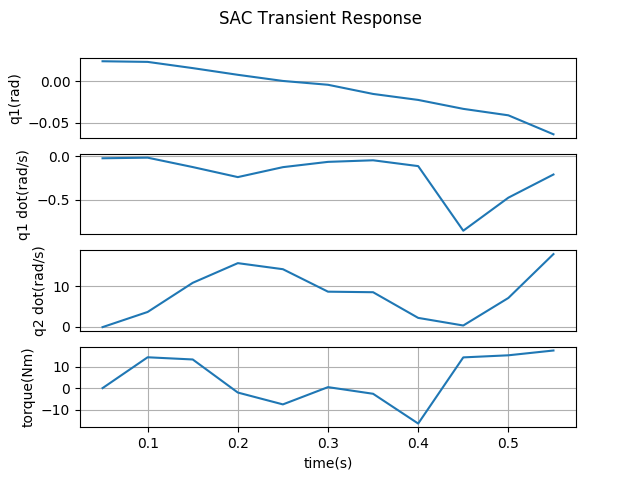 SAC Transient Response
q1(rad)
0.00
−0.05
q1 dot(rad/s)
0.0
−0.5
q2 dot(rad/s)
10
0
torque(Nm)
10
0
−10
0.1 0.2 0.3 0.4 0.5
time(s)